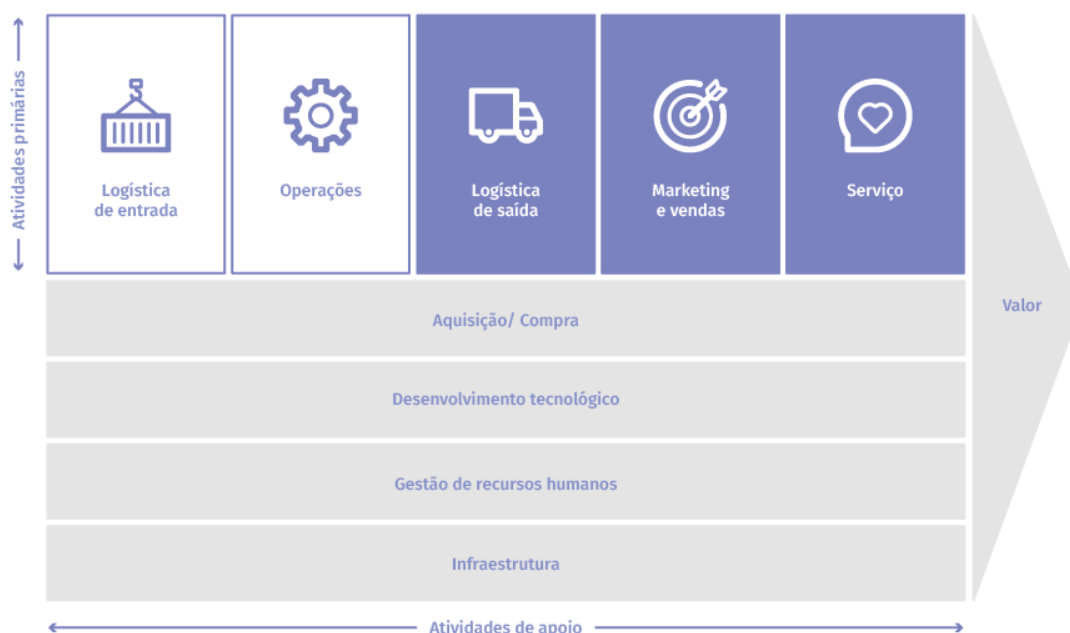 Atividades primárias
Logística
de entrada
Operações
Logística
de saída
Marketing
e vendas
Serviço
Aquisição/ Compra
Desenvolvimento tecnológico
Gestão de recursos humanos
Infraestrutura
Valor
Atividades de apoio